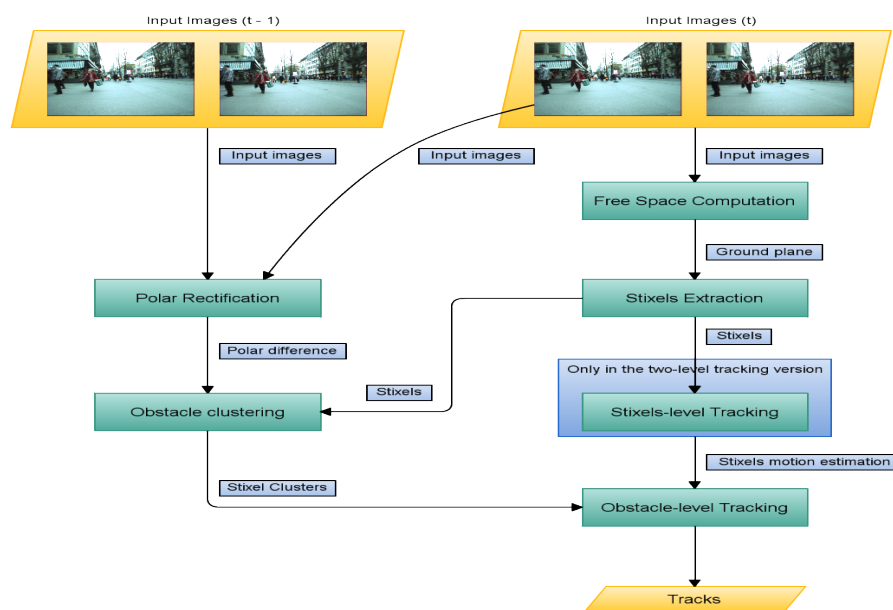 Input Images (t - 1)
Input Images (t)
Input images
Input images
Input images
Free Space Computation
Ground plane
Polar Rectification
Stixels Extraction
Polar difference
Stixels
Only in the two-level tracking version
Stixels
Obstacle clustering
Stixels-level Tracking
Stixels motion estimation
Stixel Clusters
Obstacle-level Tracking
Tracks